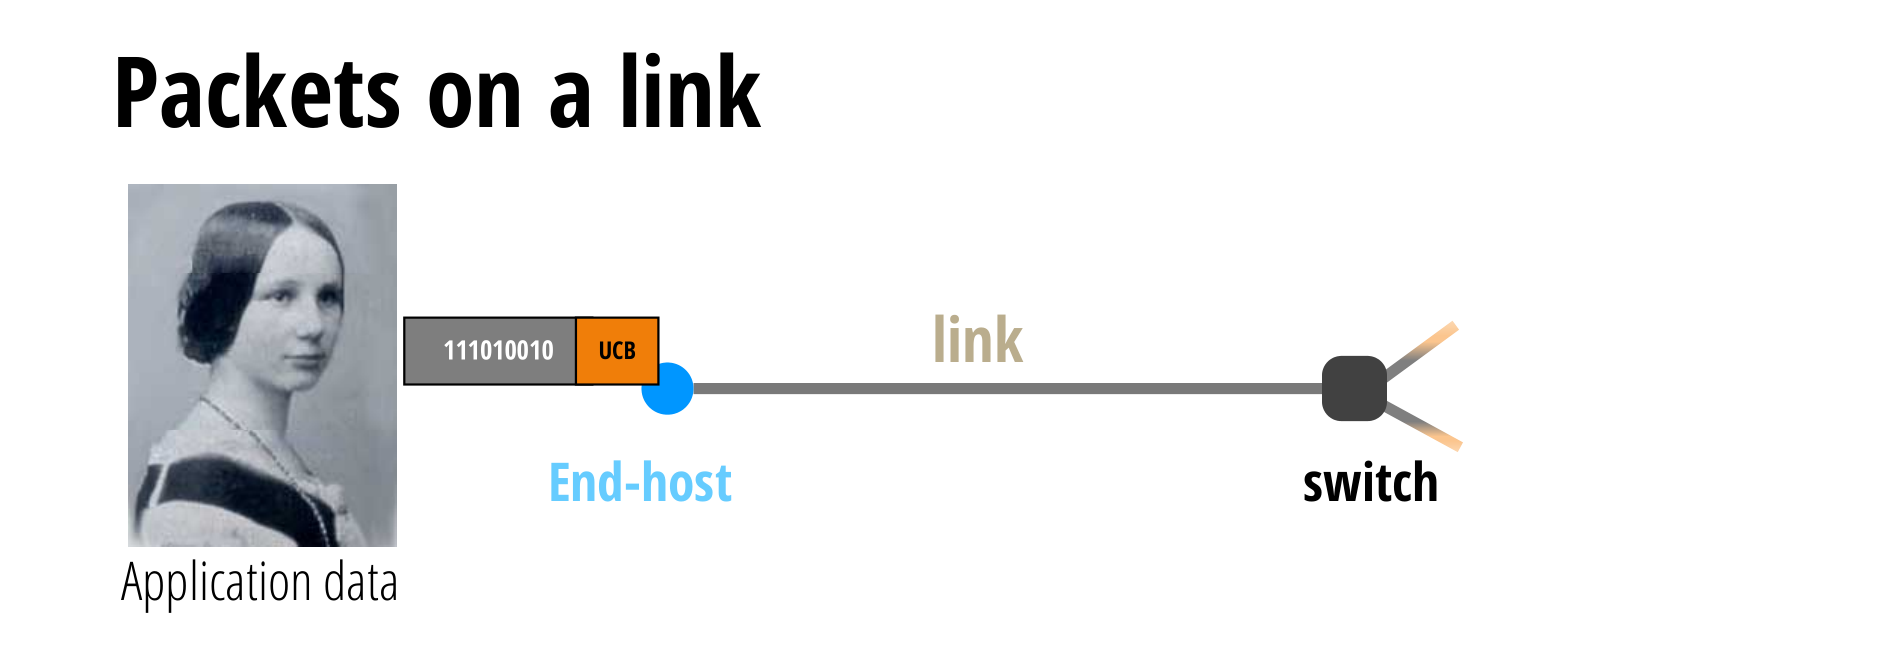 Packets on a link
111010010
UCB
link
End-host
switch
Application data